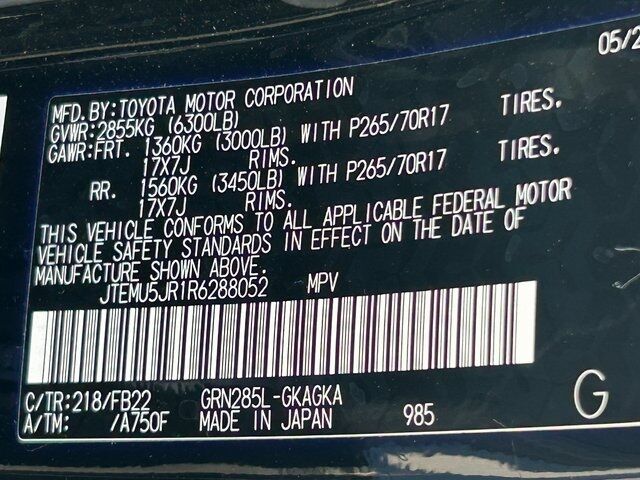 05/2
MFD.BY:TOYOTA MOTOR CORPORATION
GVWR:2855KG (6300LB)
GAWR:FRT. 1360KG (3000LB) WITH P265/70R17 TIRES.
17X7J RIMS.
RR. 1560KG (3450LB) WITH P265/70R17 TIRES.
17X7J RIMS.
THIS VEHICLE CONFORMS TO ALL APPLICABLE FEDERAL MOTOR
VEHICLE SAFETY STANDARDS IN EFFECT ON THE DATE OF
MANUFACTURE SHOWN ABOVE.
JTEMU5JR1R6288052 MPV
C/TR:218/FB22 GRN285L-GKAGKA G
A/TM: /A750F MADE IN JAPAN 985